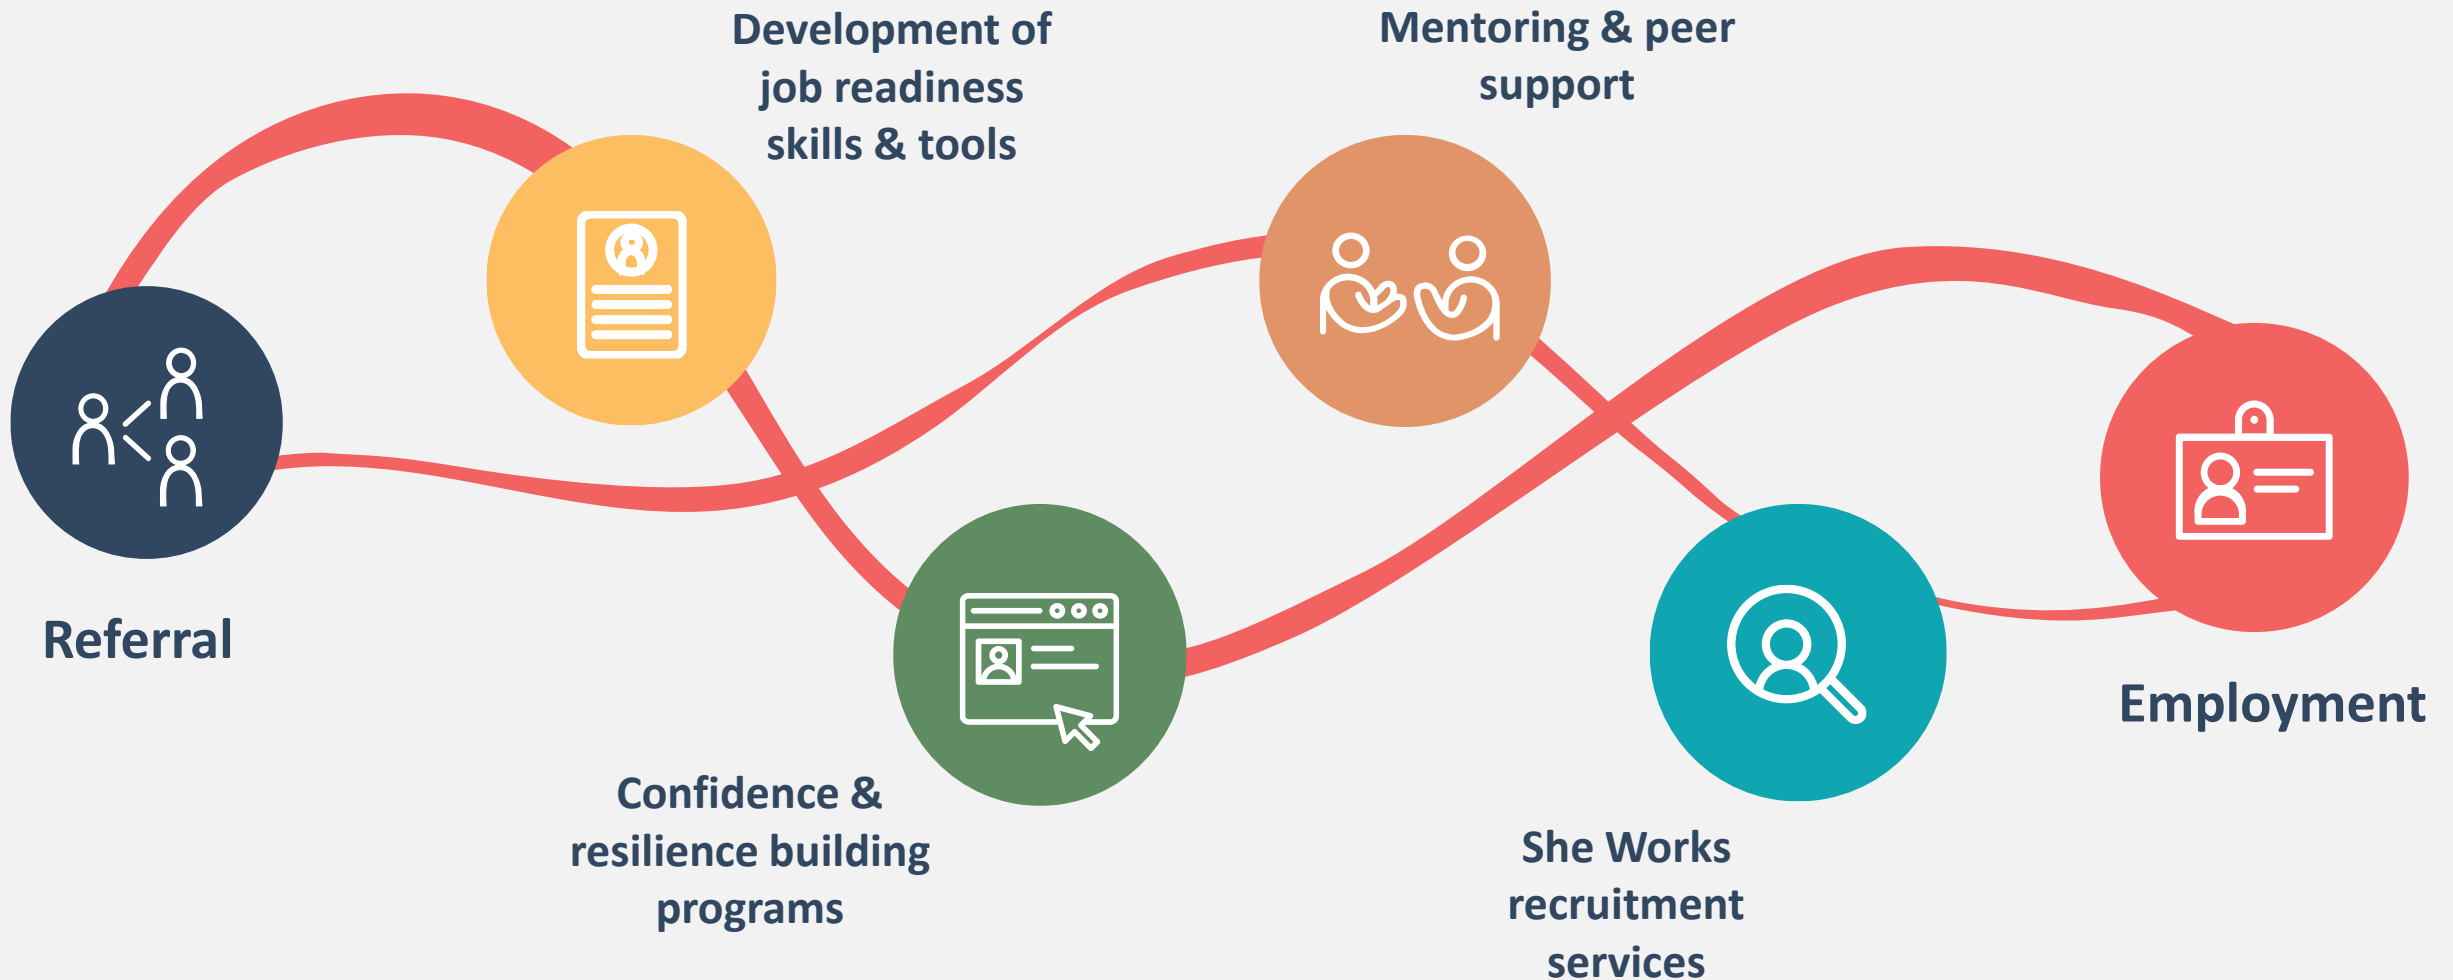 Development of
job readiness
skills & tools
Mentoring & peer
support
Referral
Employment
Confidence &
resilience building
programs
She Works
recruitment
services